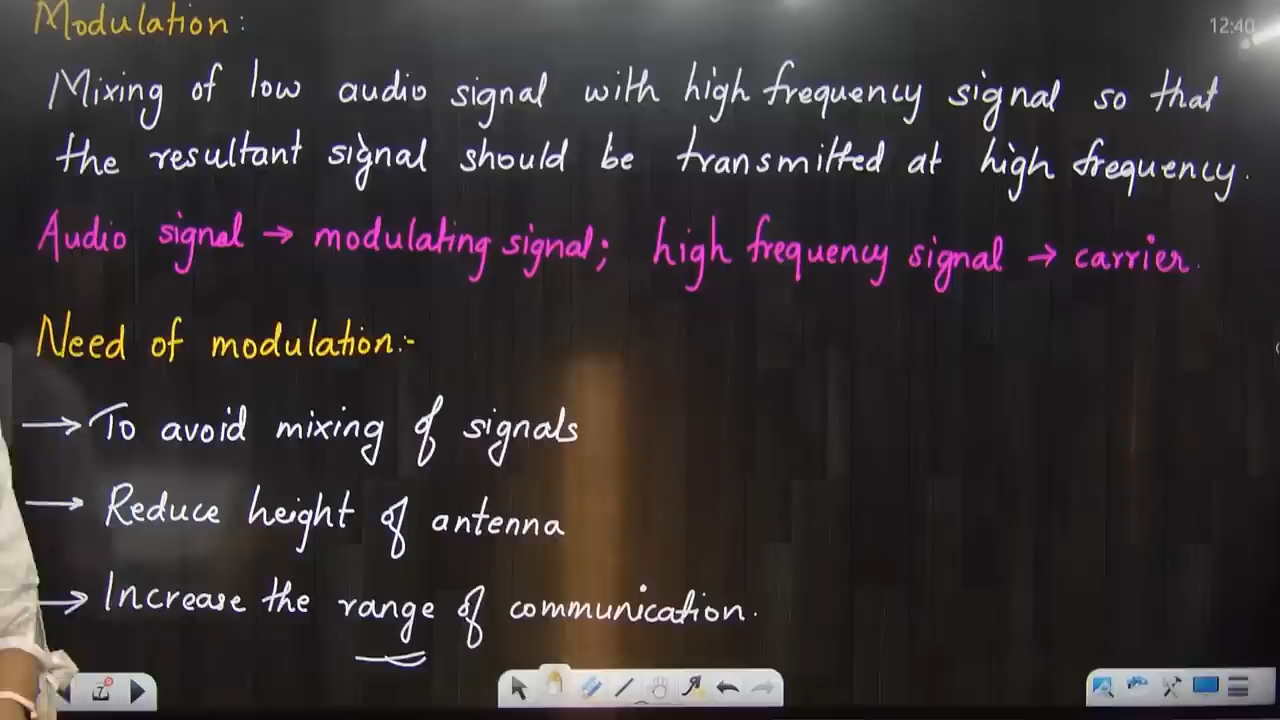 12:40
Modulation:
Mixing of low audio signal with high frequency signal so that
the resultant signal should be transmitted at high frequency.
Audio signal → modulating signal; high frequency signal → carrier.
Need of modulation:-
→ To avoid mixing of signals
→ Reduce height of antenna
→ Increase the range of communication.